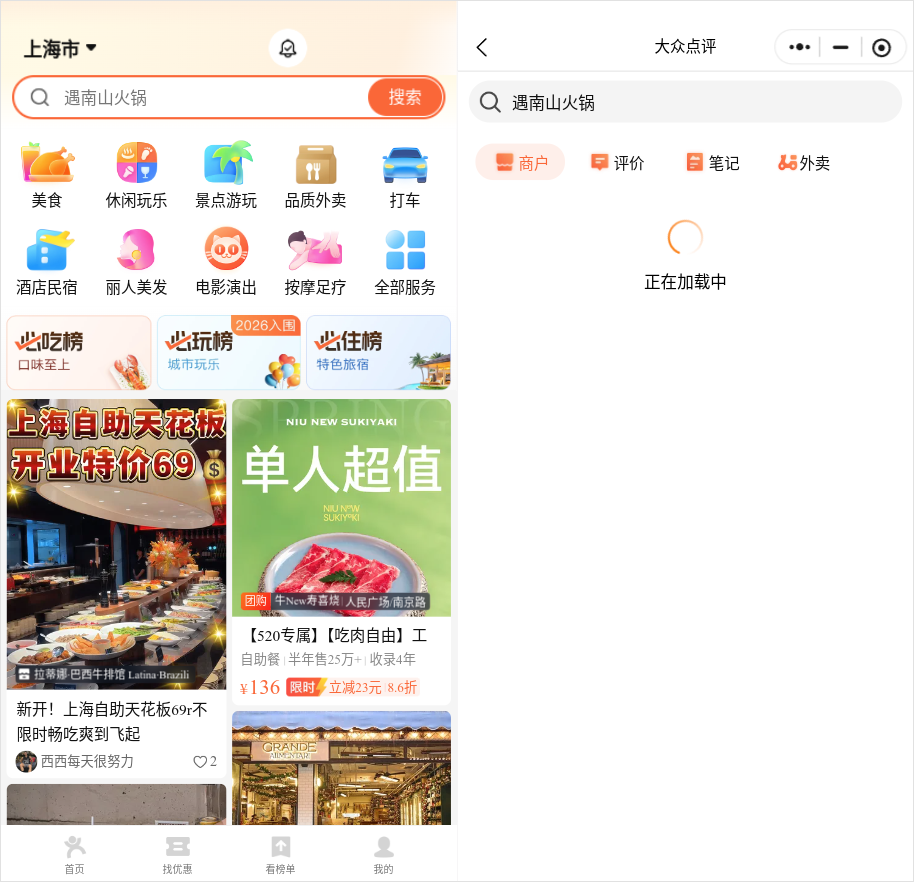 上海市
遇南山火锅
搜索
美食
休闲玩乐
景点游玩
品质外卖
打车
酒店民宿
丽人美发
电影演出
按摩足疗
全部服务
必吃榜
口味至上
必玩榜
2026入围
城市玩乐
必住榜
特色旅宿
上海自助天花板
开业特价69
拉蒂娜·巴西牛排馆 Latina·Brazili
新开！上海自助天花板69r不
限时畅吃爽到飞起
西西每天很努力
2
SPRING
NIU NEW SUKIYAKI
单人超值
NIU NEW
SUKIYAKI
团购 牛New寿喜烧 | 人民广场/南京路
【520专属】【吃肉自由】工
自助餐 | 半年售25万+ | 收录4年
¥136 限时 立减23元 8.6折
GRANDE
ALIMENTARI
首页
找优惠
看榜单
我的
大众点评
遇南山火锅
商户
评价
笔记
外卖
正在加载中